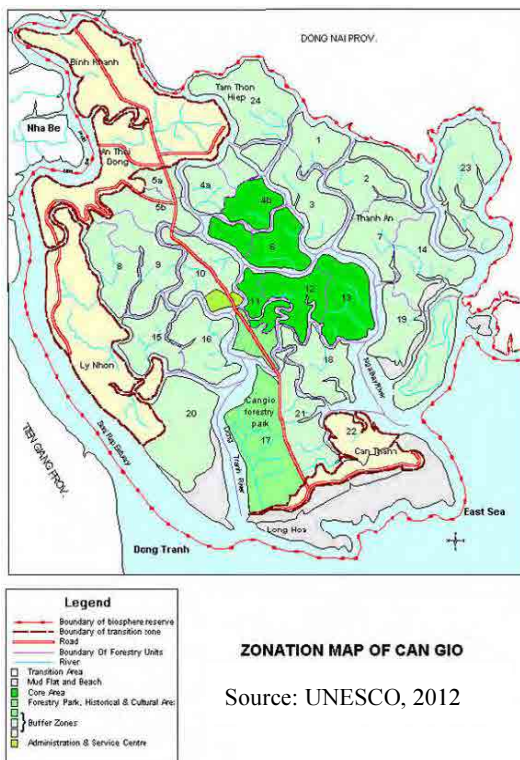 DONG NAI PROV.
Binh Khanh
Tam Thon
Hiep
24
Nha Be
1
An Thoi
Dong
2
23
5a
4a
4b
3
5b
Thanh An
7
6
14
8
9
10
11
12
13
19
15
16
18
Nga Bay River
Ly Nhon
20
Cangio
forestry
park
17
21
22
Can Thanh
TIEN GIANG PROV.
Soai Rap Estuary
Dong
Tranh
River
Long Hoa
East Sea
Dong Tranh
Legend
Boundary of biosphere reserve
Boundary of transition zone
Road
Boundary Of Forestry Units
River
Transition Area
Mud Flat and Beach
Core Area
Forestry Park, Historical & Cultural Area
Buffer Zones
Administration & Service Centre
ZONATION MAP OF CAN GIO
Source: UNESCO, 2012